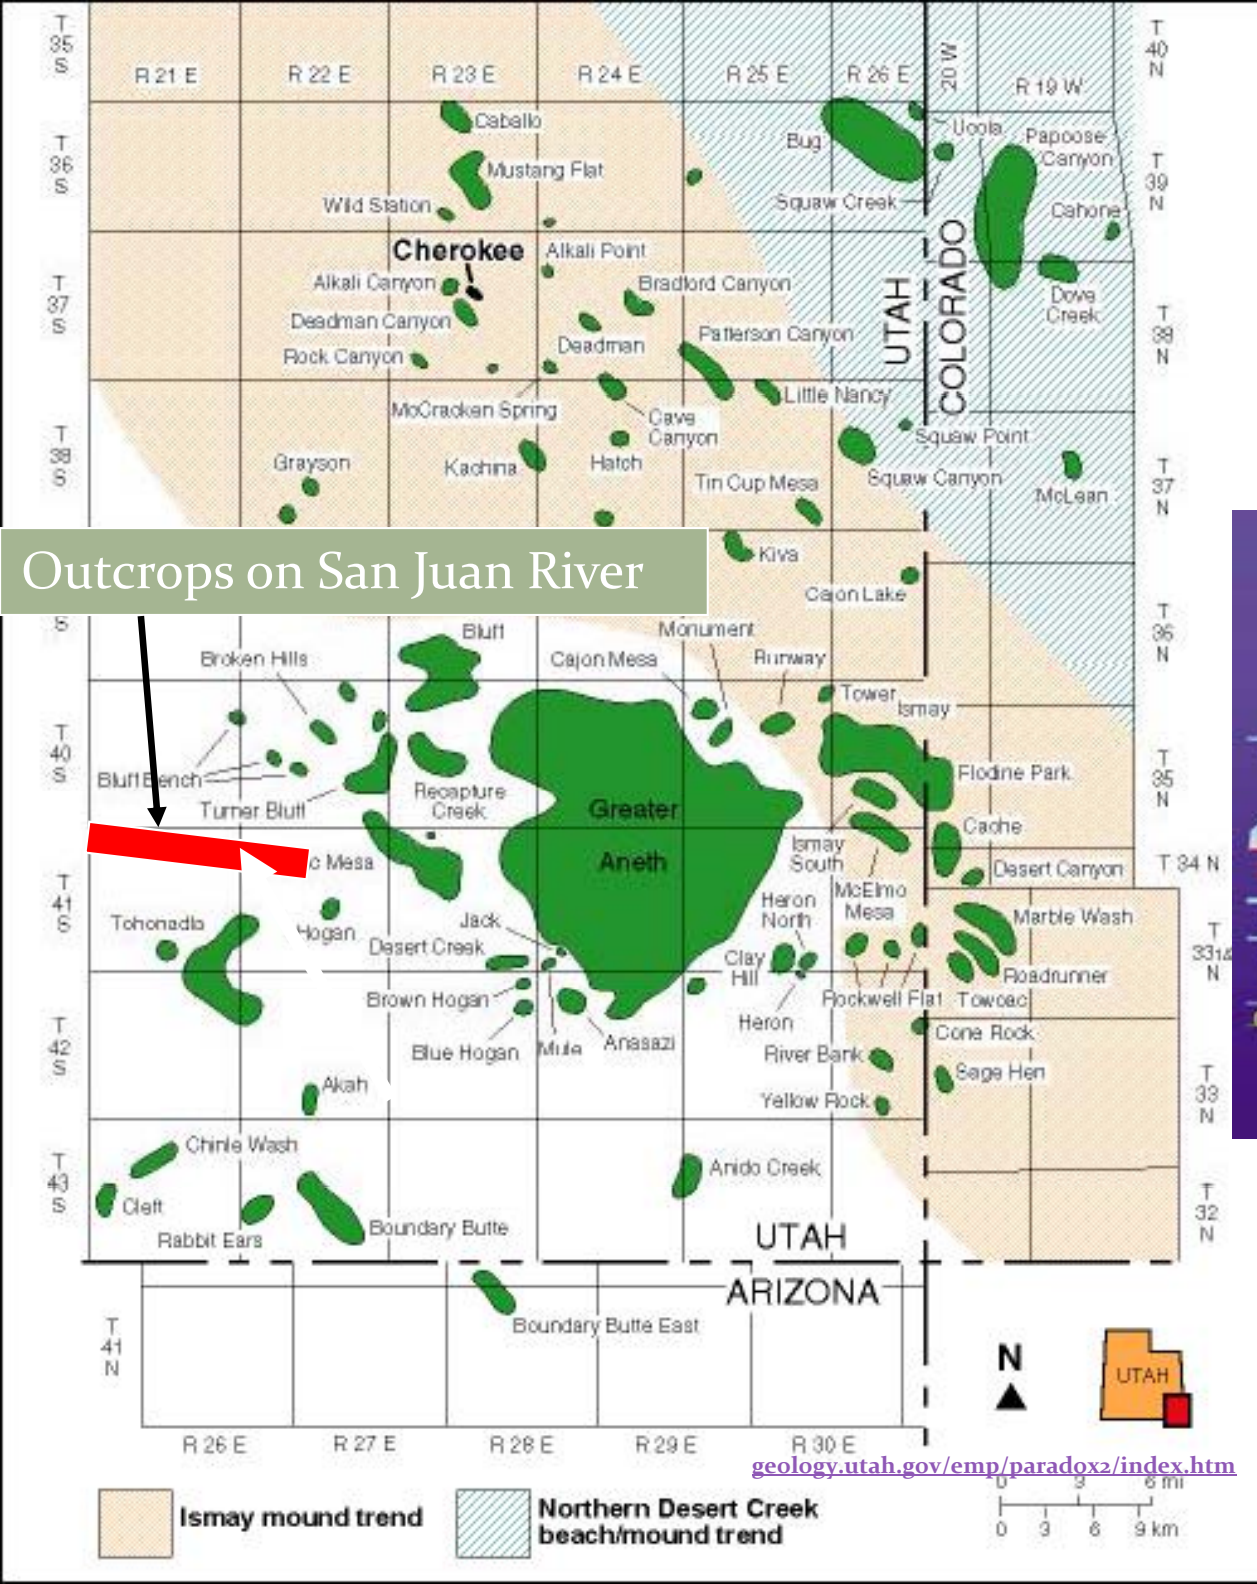 T
35
S
R 21 E
R 22 E
R 23 E
R 24 E
R 25 E
R 26 E
20 W
R 19 W
T
40
N
T
36
S
Caballo
Mustang Flat
Wild Station
Bug
Squaw Creek
Ucola
Papoose
Canyon
Cahone
T
39
N
Cherokee
Alkali Point
Alkali Canyon
Bradford Canyon
Deadman Canyon
Patterson Canyon
Deadman
Rock Canyon
T
37
S
UTAH
COLORADO
Dove
Creek
T
38
N
McCracken Spring
Little Nancy
Cave
Canyon
Squaw Point
T
38
S
Grayson
Kachina
Hatch
Tin Cup Mesa
Squaw Canyon
McLean
T
37
N
Outcrops on San Juan River
Kiva
Cajon Lake
S
Bluff
Monument
Broken Hills
Cajon Mesa
Runway
T
36
N
Tower
Ismay
T
40
S
Bluff Bench
Turner Bluff
Recapture
Creek
Greater
Aneth
Flodine Park
T
35
N
Cache
Ismay
South
c Mesa
Desert Canyon
T 34 N
T
41
S
McElmo
Mesa
Heron
North
Tohonadla
Hogan
Jack
Desert Creek
Clay
Hill
Marble Wash
T
33
N
Roadrunner
Brown Hogan
Rockwell Flat
Towoac
Heron
Cone Rock
T
42
S
Blue Hogan
Mule
Anasazi
River Bank
Sage Hen
Akah
Yellow Rock
T
33
N
Chinle Wash
T
43
S
Anido Creek
Cleft
Rabbit Ears
Boundary Butte
T
32
N
UTAH
ARIZONA
Boundary Butte East
T
41
N
N
UTAH
R 26 E
R 27 E
R 28 E
R 29 E
R 30 E
geology.utah.gov/emp/paradox2/index.htm
0 3 6 mi
0 3 6 9 km
Ismay mound trend
Northern Desert Creek
beach/mound trend